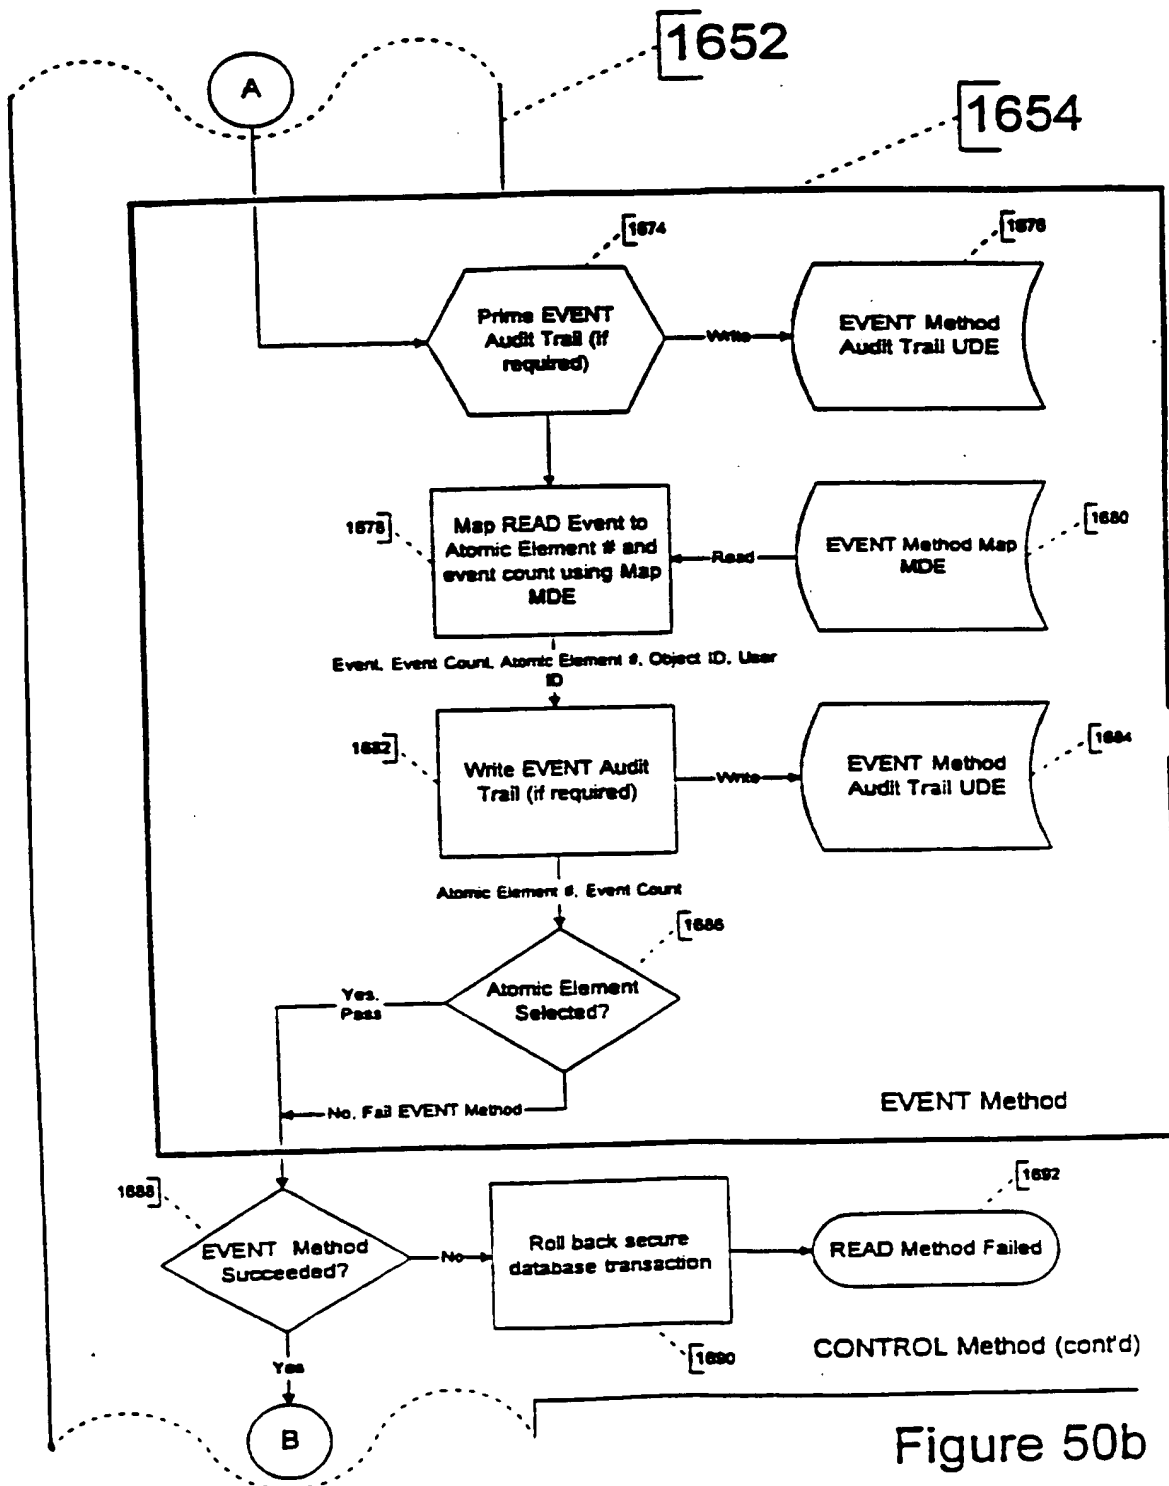 1652
A
1654
1674
1676
Prime EVENT
Audit Trail (if
required)
Write
EVENT Method
Audit Trail UDE
1678
Map READ Event to
Atomic Element # and
event count using Map
MDE
Read
EVENT Method Map
MDE
1680
Event, Event Count, Atomic Element #, Object ID, User
ID
1682
Write EVENT Audit
Trail (if required)
Write
EVENT Method
Audit Trail UDE
1684
Atomic Element #, Event Count
1686
Yes,
Pass
Atomic Element
Selected?
No, Fail EVENT Method
EVENT Method
1688
EVENT Method
Succeeded?
No
Roll back secure
database transaction
1692
READ Method Failed
1690
CONTROL Method (cont'd)
Yes
B
Figure 50b